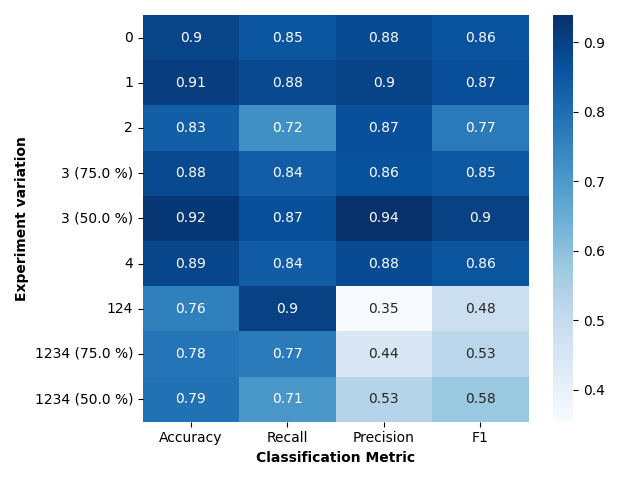 0 0.9 0.85 0.88 0.86
1 0.91 0.88 0.9 0.87
2 0.83 0.72 0.87 0.77
3 (75.0 %) 0.88 0.84 0.86 0.85
3 (50.0 %) 0.92 0.87 0.94 0.9
4 0.89 0.84 0.88 0.86
124 0.76 0.9 0.35 0.48
1234 (75.0 %) 0.78 0.77 0.44 0.53
1234 (50.0 %) 0.79 0.71 0.53 0.58
Accuracy Recall Precision F1
Classification Metric
Experiment variation
0.9
0.8
0.7
0.6
0.5
0.4